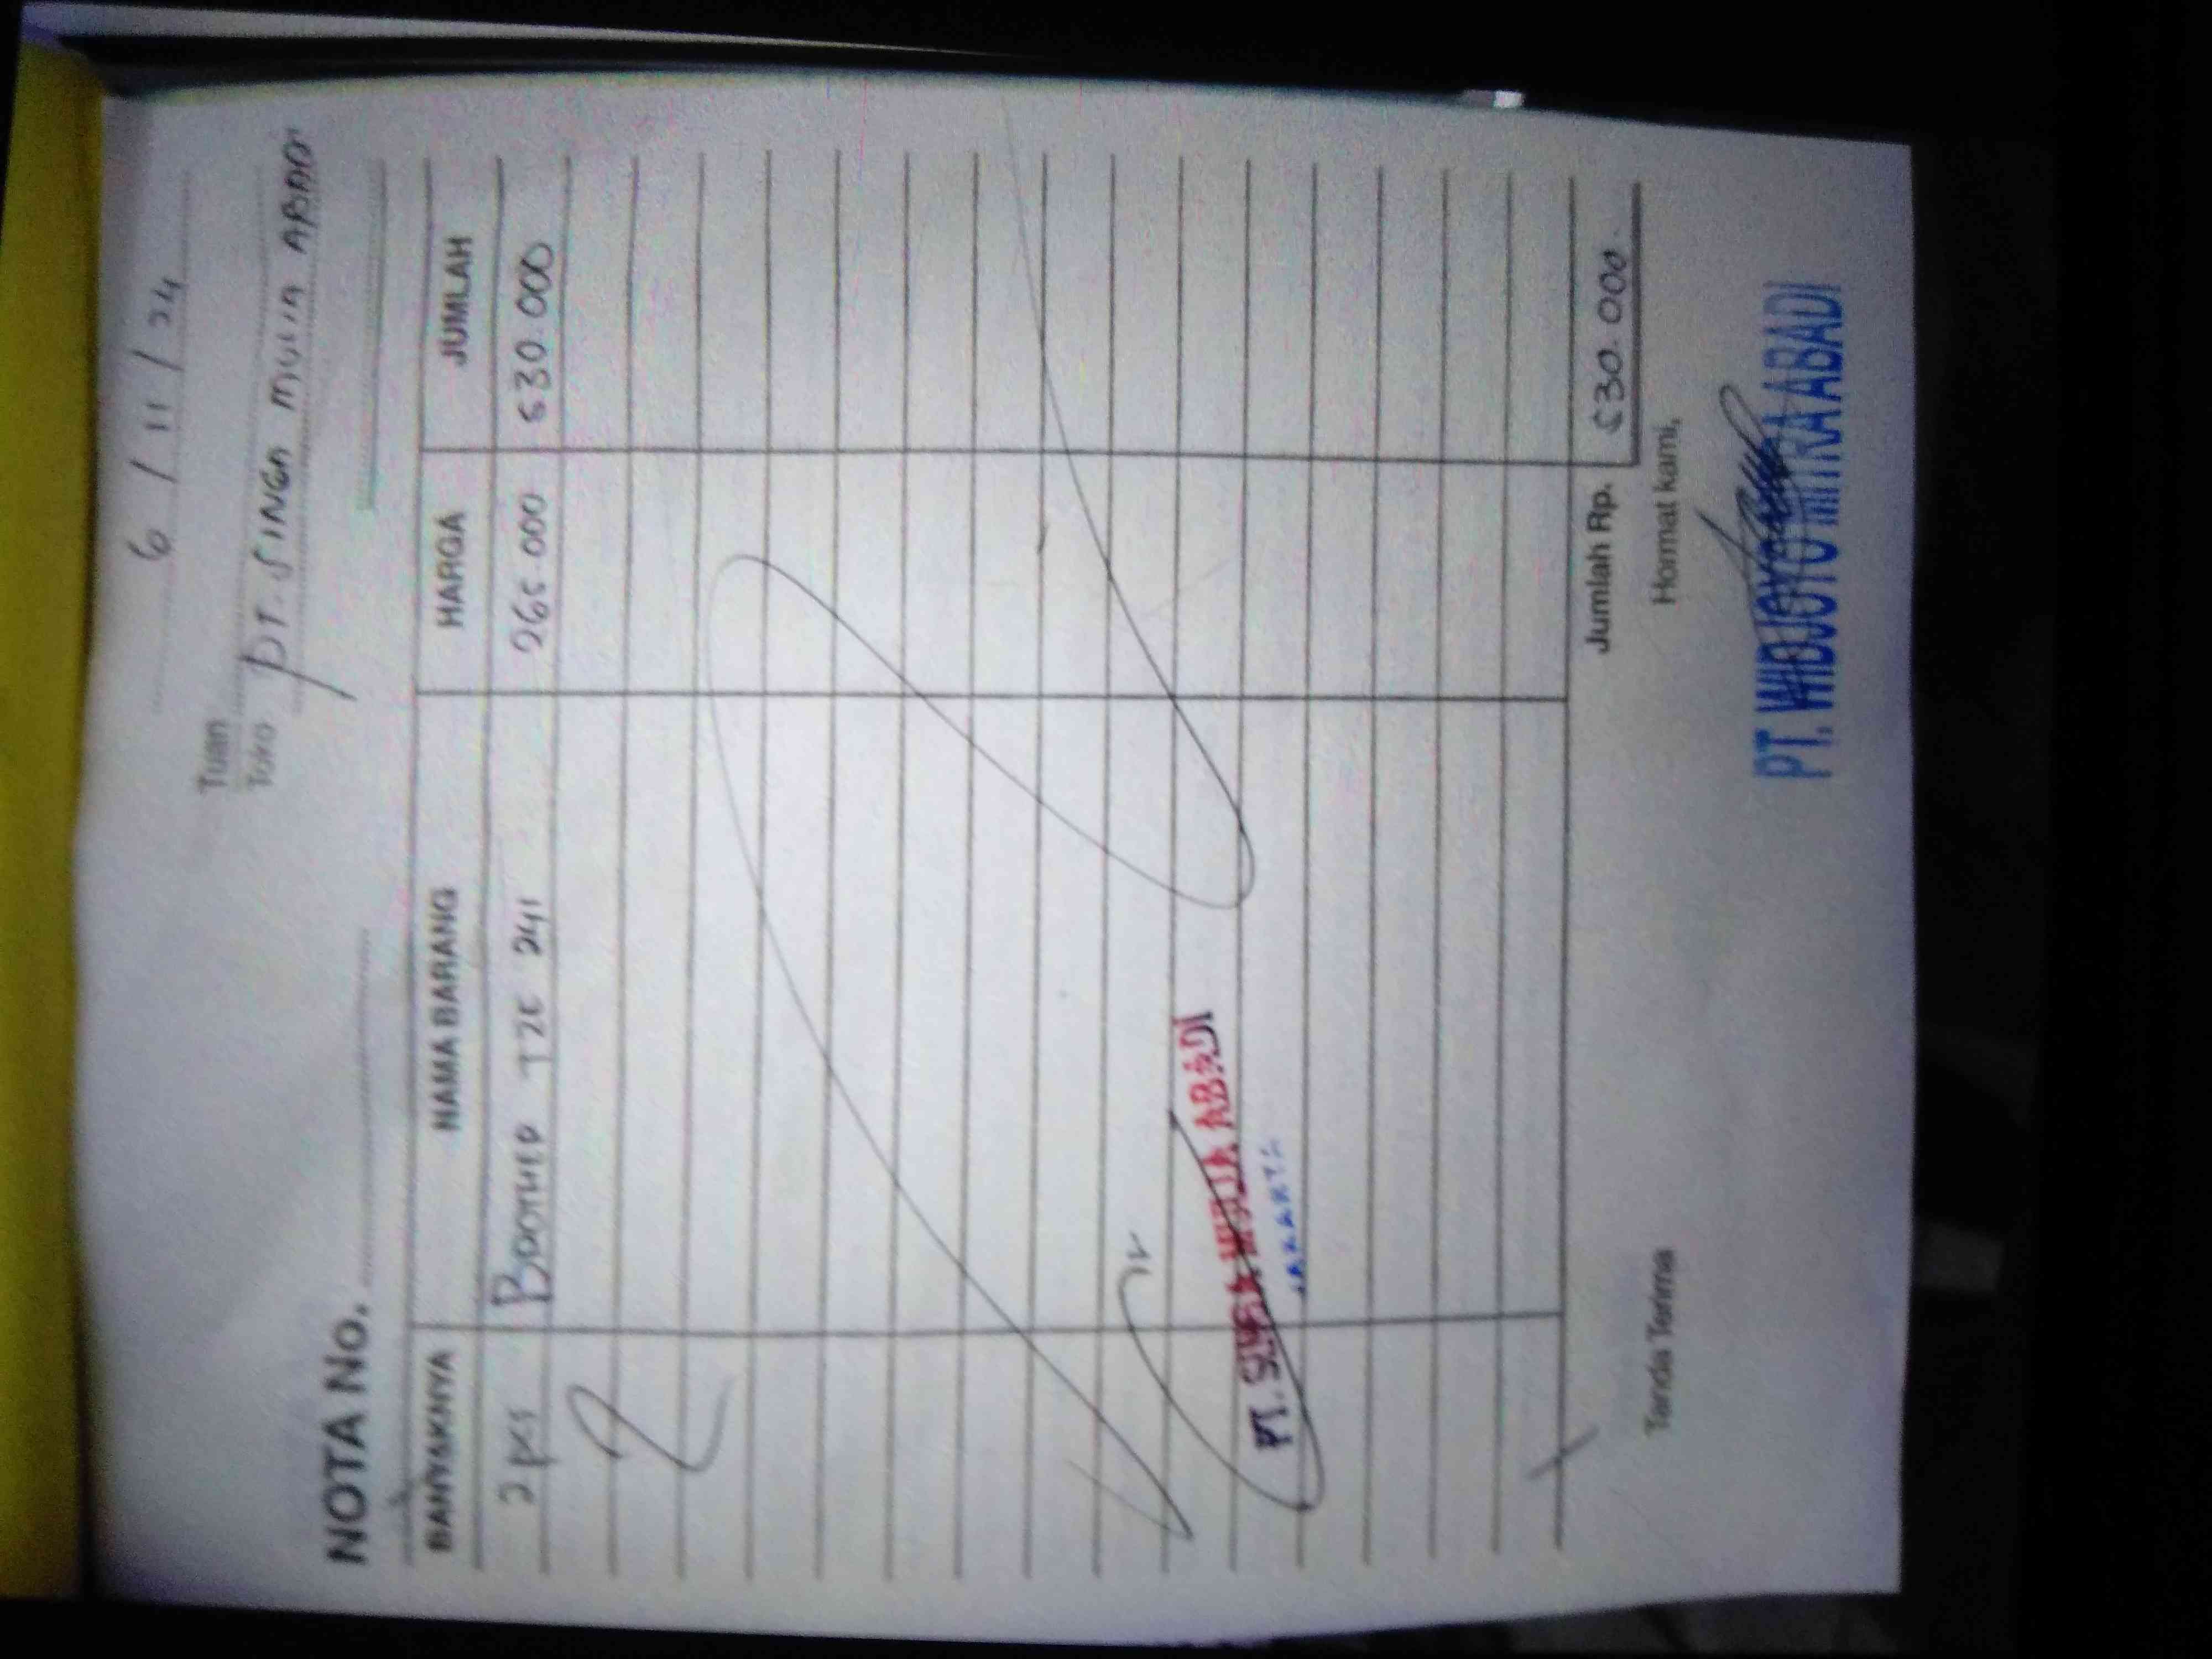 6 / 11 / 24
Tuan
Toko PT. SINGA MULIA ABADI
NOTA No.
BANYAKNYA NAMA BARANG HARGA JUMLAH
2 pcs BROTHER TZE 241 265.000 530.000
PT. SINGA MULIA ABADI
JAKARTA
Jumlah Rp. 530.000
Tanda Terima Hormat kami,
PT. WIDJOYO MITRA ABADI